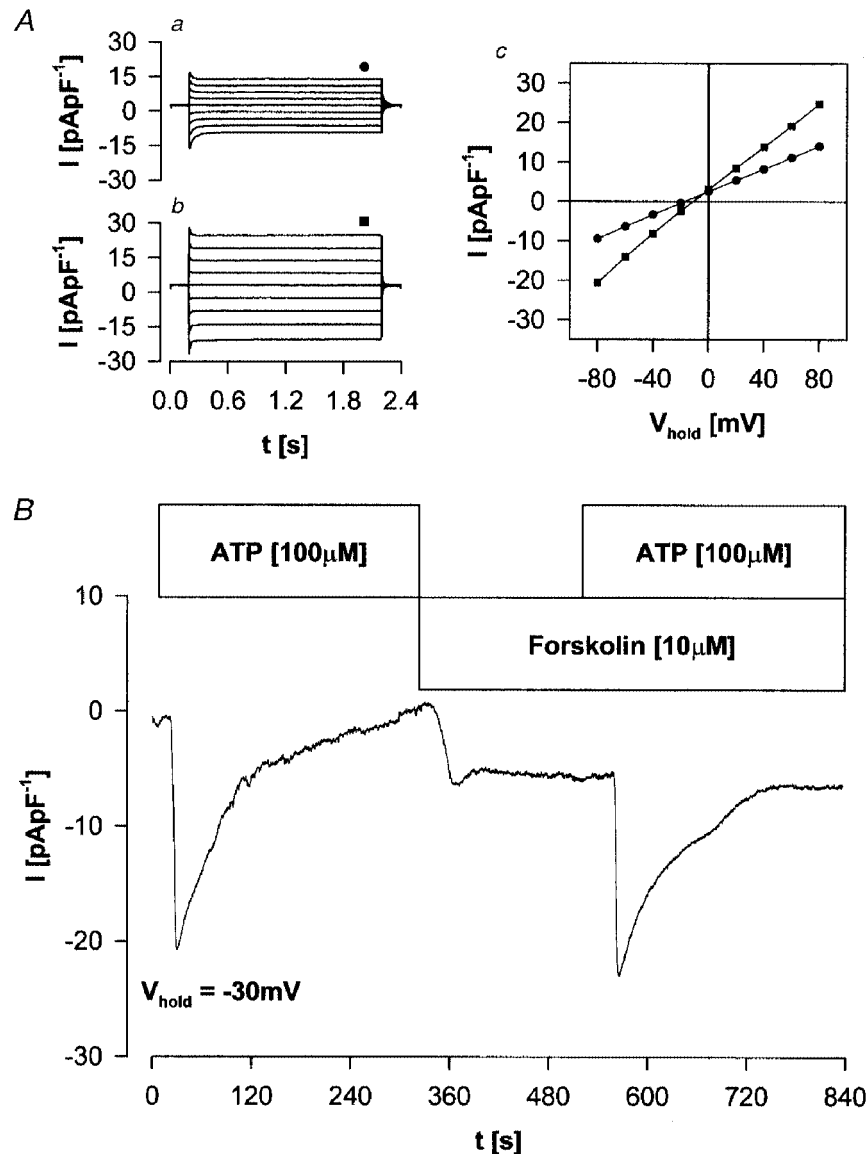 A
a
I [pApF⁻¹]
30
15
0
-15
-30
b
I [pApF⁻¹]
30
15
0
-15
-30
0.0 0.6 1.2 1.8 2.4
t [s]
c
I [pApF⁻¹]
30
20
10
0
-10
-20
-30
-80 -40 0 40 80
V_hold [mV]
B
ATP [100μM] ATP [100μM]
Forskolin [10μM]
I [pApF⁻¹]
10
0
-10
-20
-30
V_hold = -30mV
0 120 240 360 480 600 720 840
t [s]